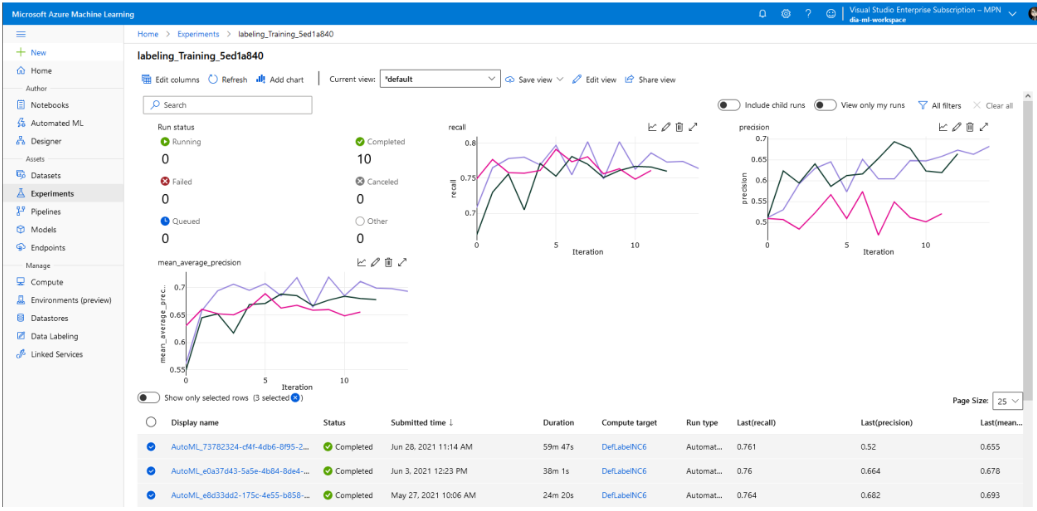 Microsoft Azure Machine Learning
Visual Studio Enterprise Subscription – MPN
dia-ml-workspace
Home > Experiments > labeling_Training_5ed1a840
New
Home
Author
Notebooks
Automated ML
Designer
Assets
Datasets
Experiments
Pipelines
Models
Endpoints
Manage
Compute
Environments (preview)
Datastores
Data Labeling
Linked Services
labeling_Training_5ed1a840
Edit columns Refresh Add chart Current view: *default Save view Edit view Share view
Search
Include child runs View only my runs All filters Clear all
Run status
Running Completed
0 10
Failed Canceled
0 0
Queued Other
0 0
recall
recall
0.8
0.75
0.7
0 5 10
Iteration
precision
precision
0.7
0.65
0.6
0.55
0.5
0 5 10
Iteration
mean_average_precision
mean_average_prec...
0.7
0.65
0.6
0.55
0 5 10
Iteration
Show only selected rows (3 selected)
Page Size: 25
Display name Status Submitted time ↓ Duration Compute target Run type Last(recall) Last(precision) Last(mean...
AutoML_73782324-cf4f-4db6-8f95-2... Completed Jun 28, 2021 11:14 AM 59m 47s DefLabelNC6 Automat... 0.761 0.52 0.655
AutoML_e0a37d43-5a5e-4b84-8de4-... Completed Jun 3, 2021 12:23 PM 38m 1s DefLabelNC6 Automat... 0.76 0.664 0.678
AutoML_e8d33dd2-175c-4e55-b858-... Completed May 27, 2021 10:06 AM 24m 20s DefLabelNC6 Automat... 0.764 0.682 0.693